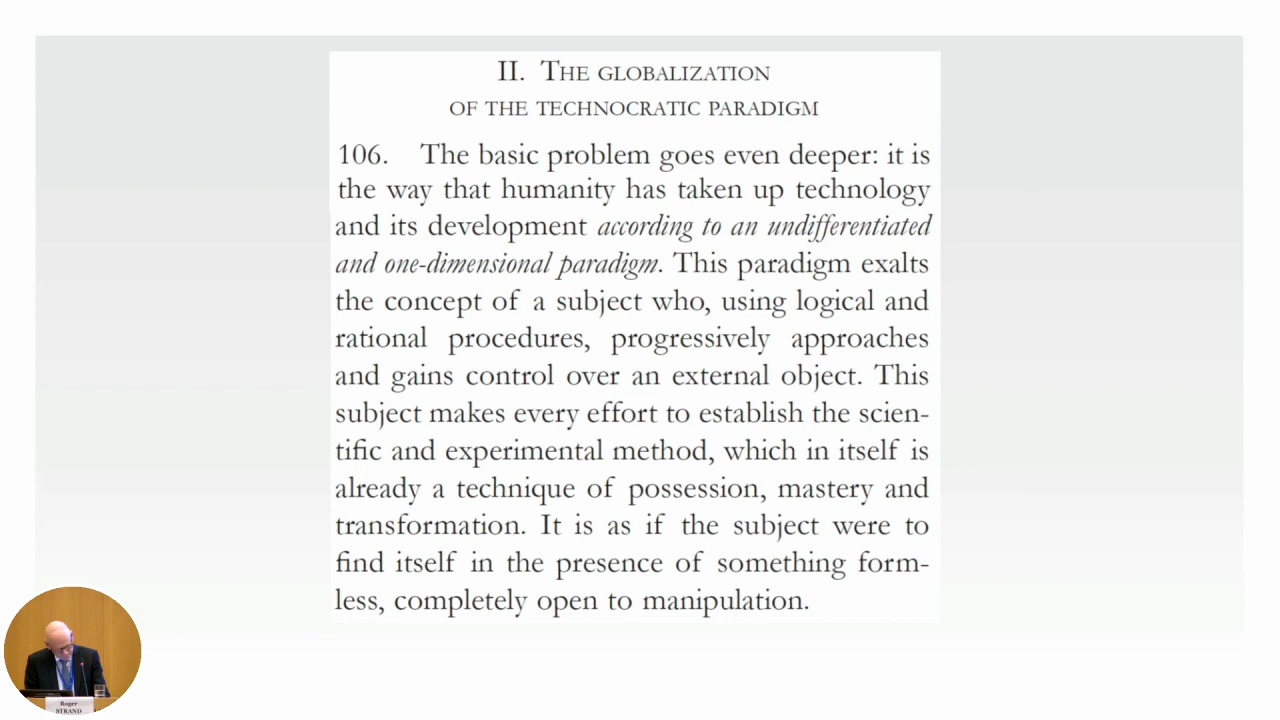 II. The globalization
of the technocratic paradigm
106. The basic problem goes even deeper: it is
the way that humanity has taken up technology
and its development according to an undifferentiated
and one-dimensional paradigm. This paradigm exalts
the concept of a subject who, using logical and
rational procedures, progressively approaches
and gains control over an external object. This
subject makes every effort to establish the scien-
tific and experimental method, which in itself is
already a technique of possession, mastery and
transformation. It is as if the subject were to
find itself in the presence of something form-
less, completely open to manipulation.
Roger
STRAND